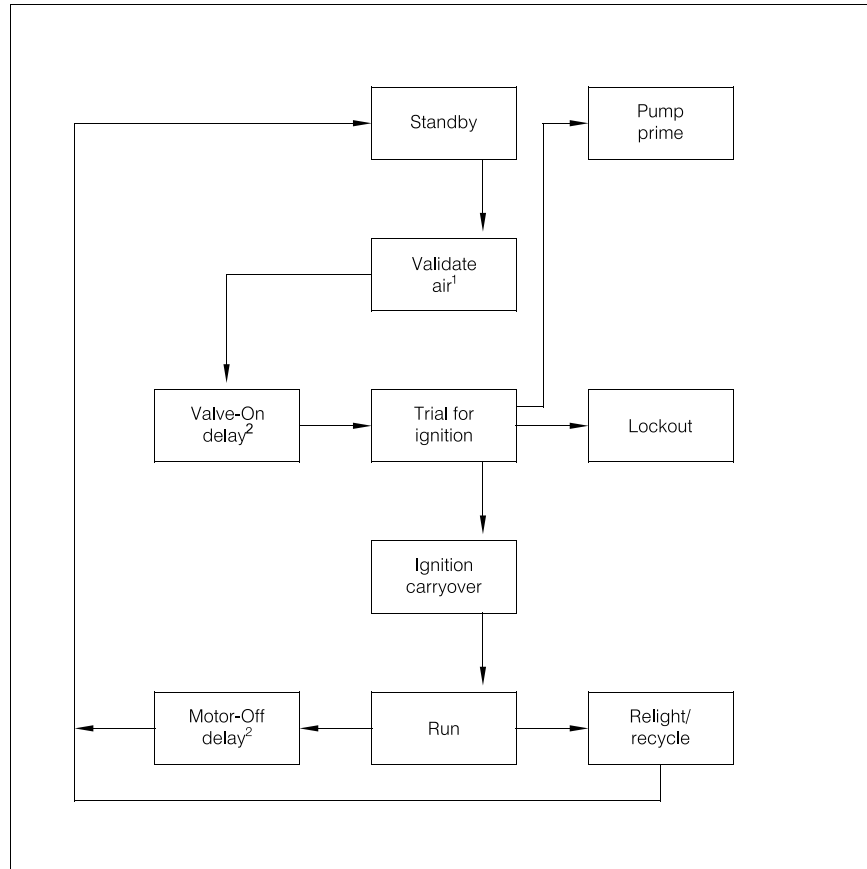 Standby
Pump
prime
Validate
air¹
Valve-On
delay²
Trial for
ignition
Lockout
Ignition
carryover
Motor-Off
delay²
Run
Relight/
recycle